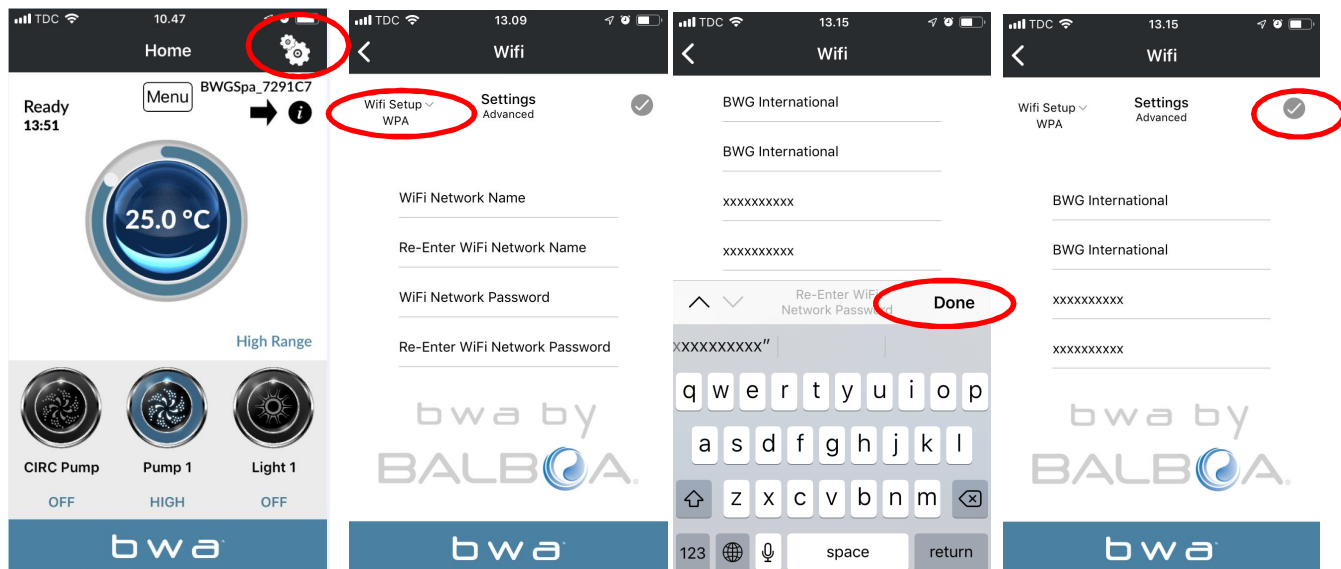 TDC 10.47
Home
Ready
13:51
Menu
BWGSpa_7291C7
i
25.0 °C
High Range
CIRC Pump Pump 1 Light 1
OFF HIGH OFF
bwa
TDC 13.09
Wifi
Wifi Setup Settings
WPA Advanced
WiFi Network Name
Re-Enter WiFi Network Name
WiFi Network Password
Re-Enter WiFi Network Password
bwa by
BALBOA.
bwa
TDC 13.15
Wifi
BWG International
BWG International
xxxxxxxxxx
xxxxxxxxxx
Re-Enter WiFi
Network Password
Done
xxxxxxxxxx"
q w e r t y u i o p
a s d f g h j k l
z x c v b n m
123 space return
TDC 13.15
Wifi
Wifi Setup Settings
WPA Advanced
BWG International
BWG International
xxxxxxxxxx
xxxxxxxxxx
bwa by
BALBOA.
bwa